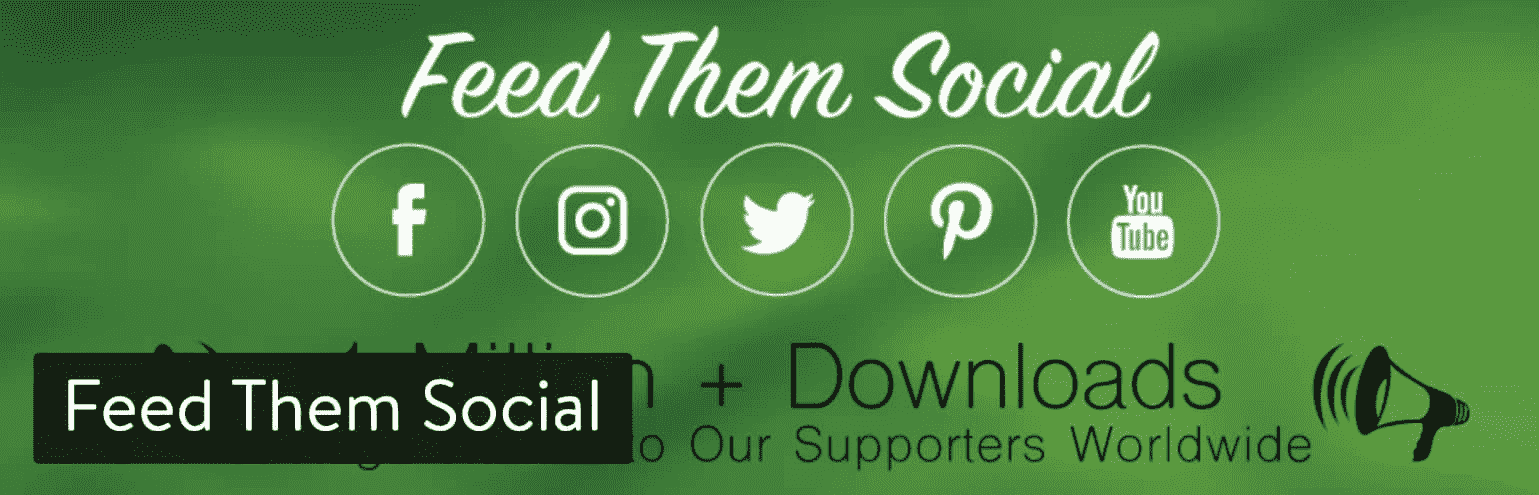 Feed Them Social
You
Tube
+ Downloads
Feed Them Social
Our Supporters Worldwide